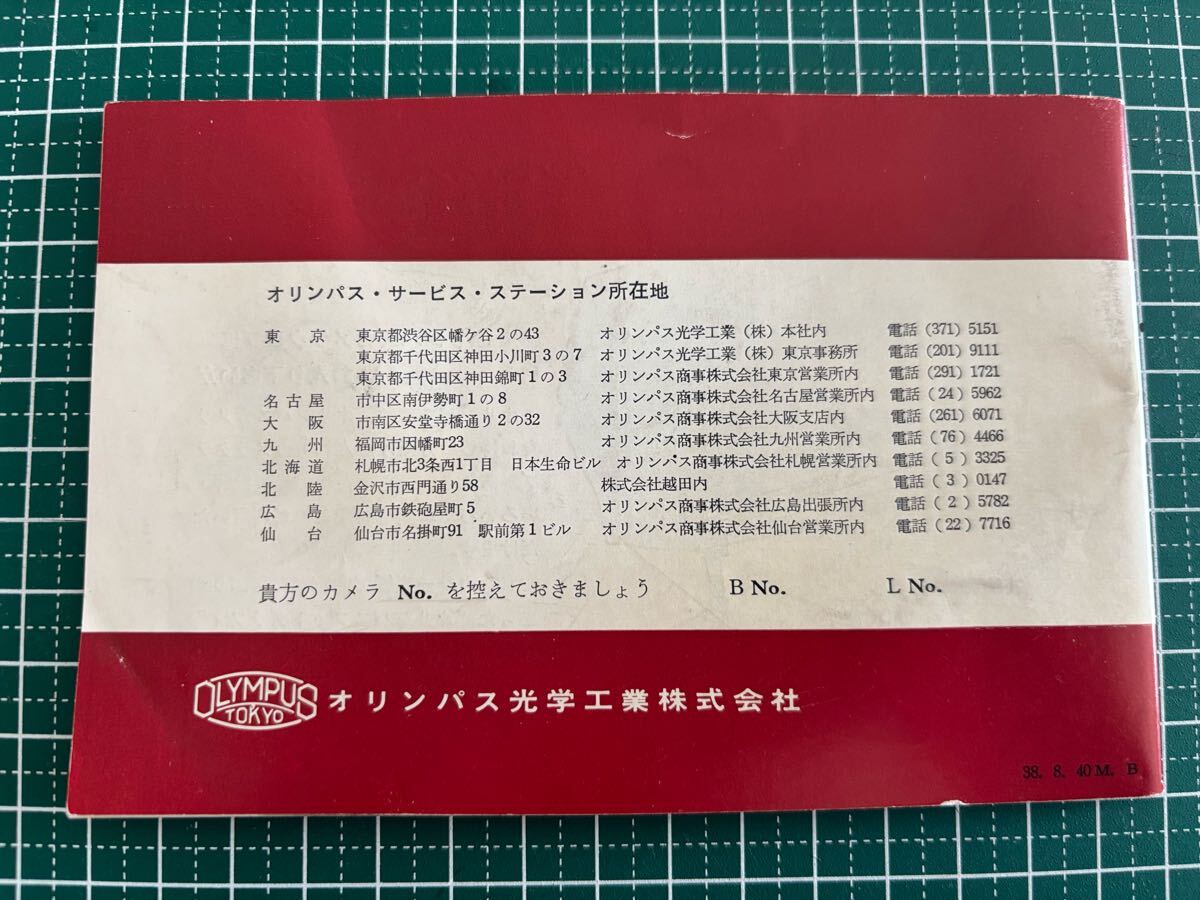 オリンパス・サービス・ステーション所在地
東京 東京都渋谷区幡ケ谷2の43 オリンパス光学工業(株)本社内 電話(371)5151
東京都千代田区神田小川町3の7 オリンパス光学工業(株)東京事務所 電話(201)9111
東京都千代田区神田錦町1の3 オリンパス商事株式会社東京営業所内 電話(291)1721
名古屋 市中区南伊勢町1の8 オリンパス商事株式会社名古屋営業所内 電話(24)5962
大阪 市南区安堂寺橋通り2の32 オリンパス商事株式会社大阪支店内 電話(261)6071
九州 福岡市因幡町23 オリンパス商事株式会社九州営業所内 電話(76)4466
北海道 札幌市北3条西1丁目 日本生命ビル オリンパス商事株式会社札幌営業所内 電話(5)3325
北陸 金沢市西門通り58 株式会社越田内 電話(3)0147
広島 広島市鉄砲屋町5 オリンパス商事株式会社広島出張所内 電話(2)5782
仙台 仙台市名掛町91 駅前第1ビル オリンパス商事株式会社仙台営業所内 電話(22)7716
貴方のカメラ No. を控えておきましょう B No. L No.
OLYMPUS TOKYO オリンパス光学工業株式会社
38. 8. 40M. B